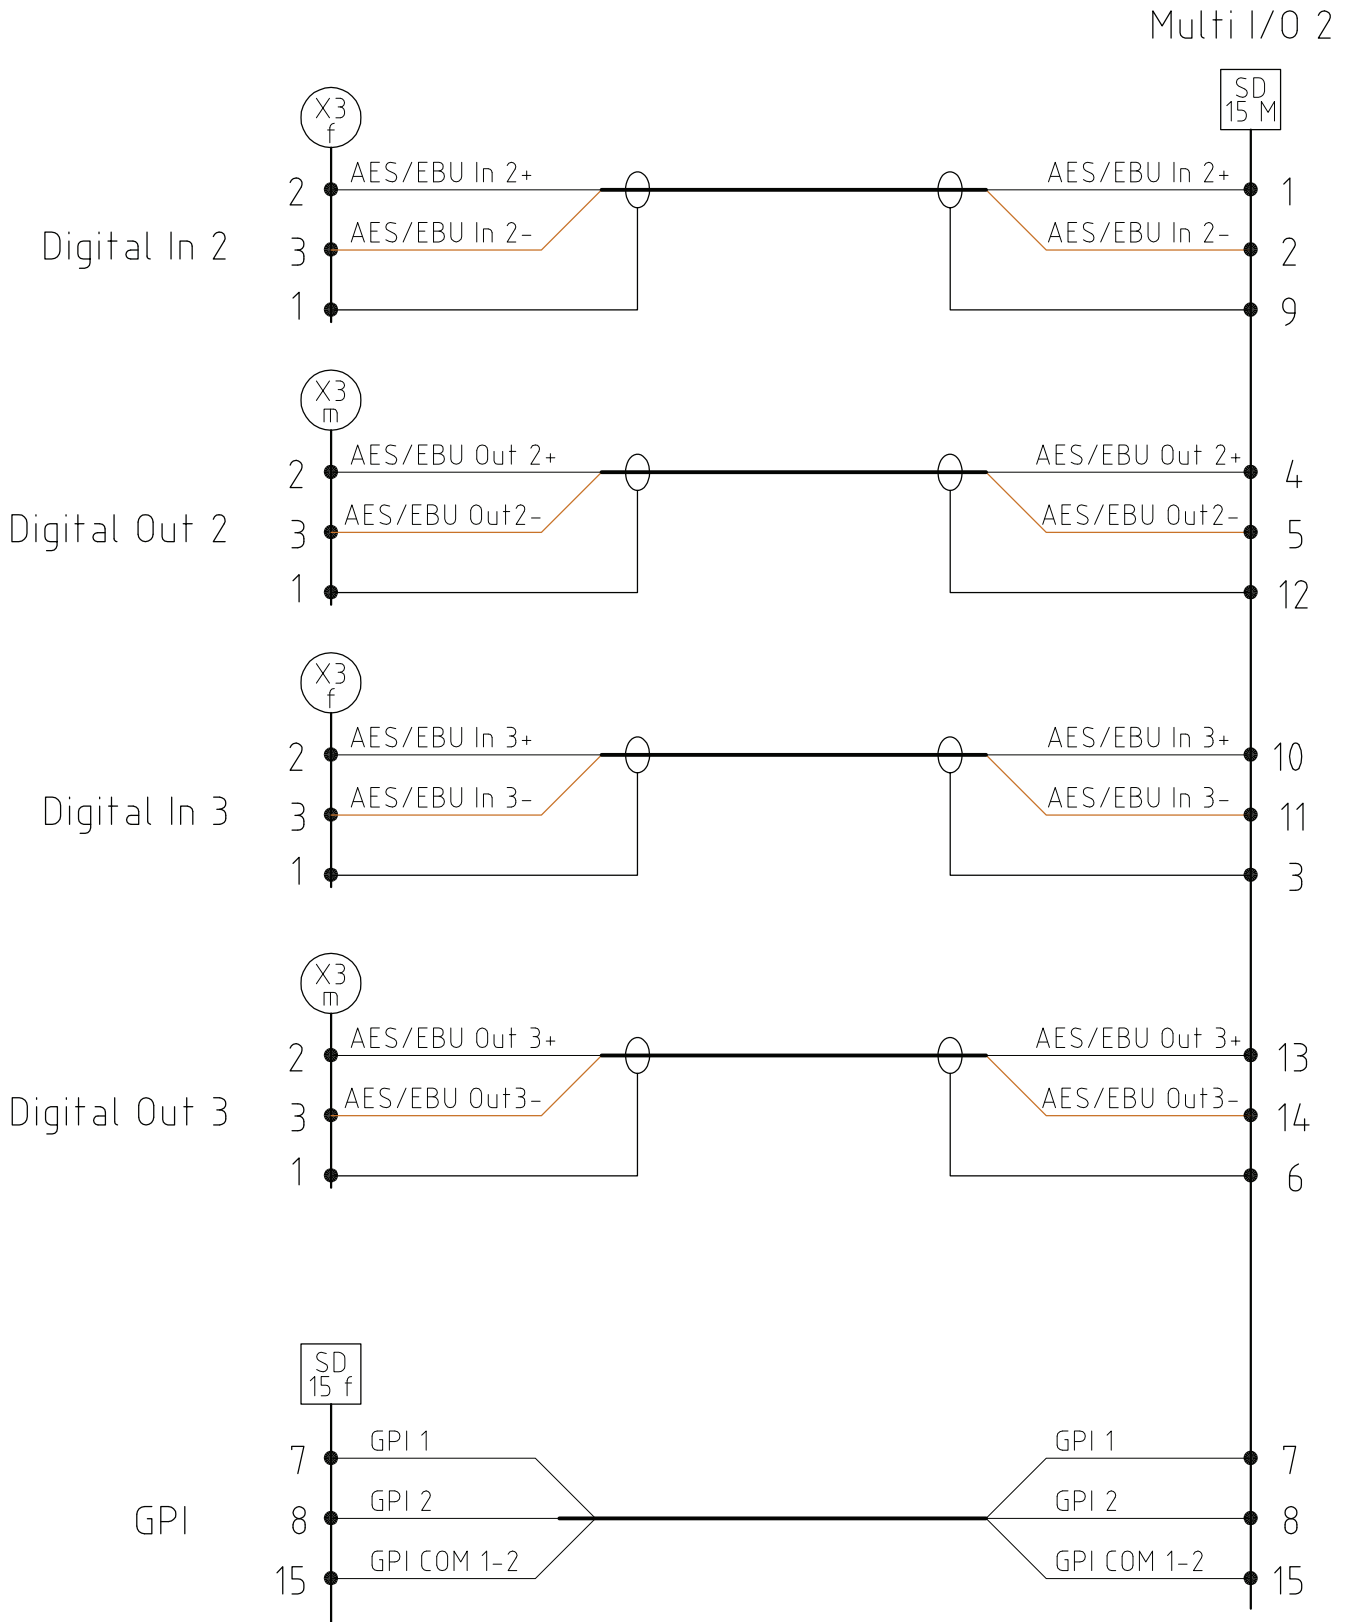 Multi I/O 2
SD
15 M
X3
f
2 AES/EBU In 2+ AES/EBU In 2+ 1
Digital In 2
3 AES/EBU In 2- AES/EBU In 2- 2
1 9
X3
m
2 AES/EBU Out 2+ AES/EBU Out 2+ 4
Digital Out 2
3 AES/EBU Out2- AES/EBU Out2- 5
1 12
X3
f
2 AES/EBU In 3+ AES/EBU In 3+ 10
Digital In 3
3 AES/EBU In 3- AES/EBU In 3- 11
1 3
X3
m
2 AES/EBU Out 3+ AES/EBU Out 3+ 13
Digital Out 3
3 AES/EBU Out3- AES/EBU Out3- 14
1 6
SD
15 f
7 GPI 1 GPI 1 7
GPI
8 GPI 2 GPI 2 8
15 GPI COM 1-2 GPI COM 1-2 15